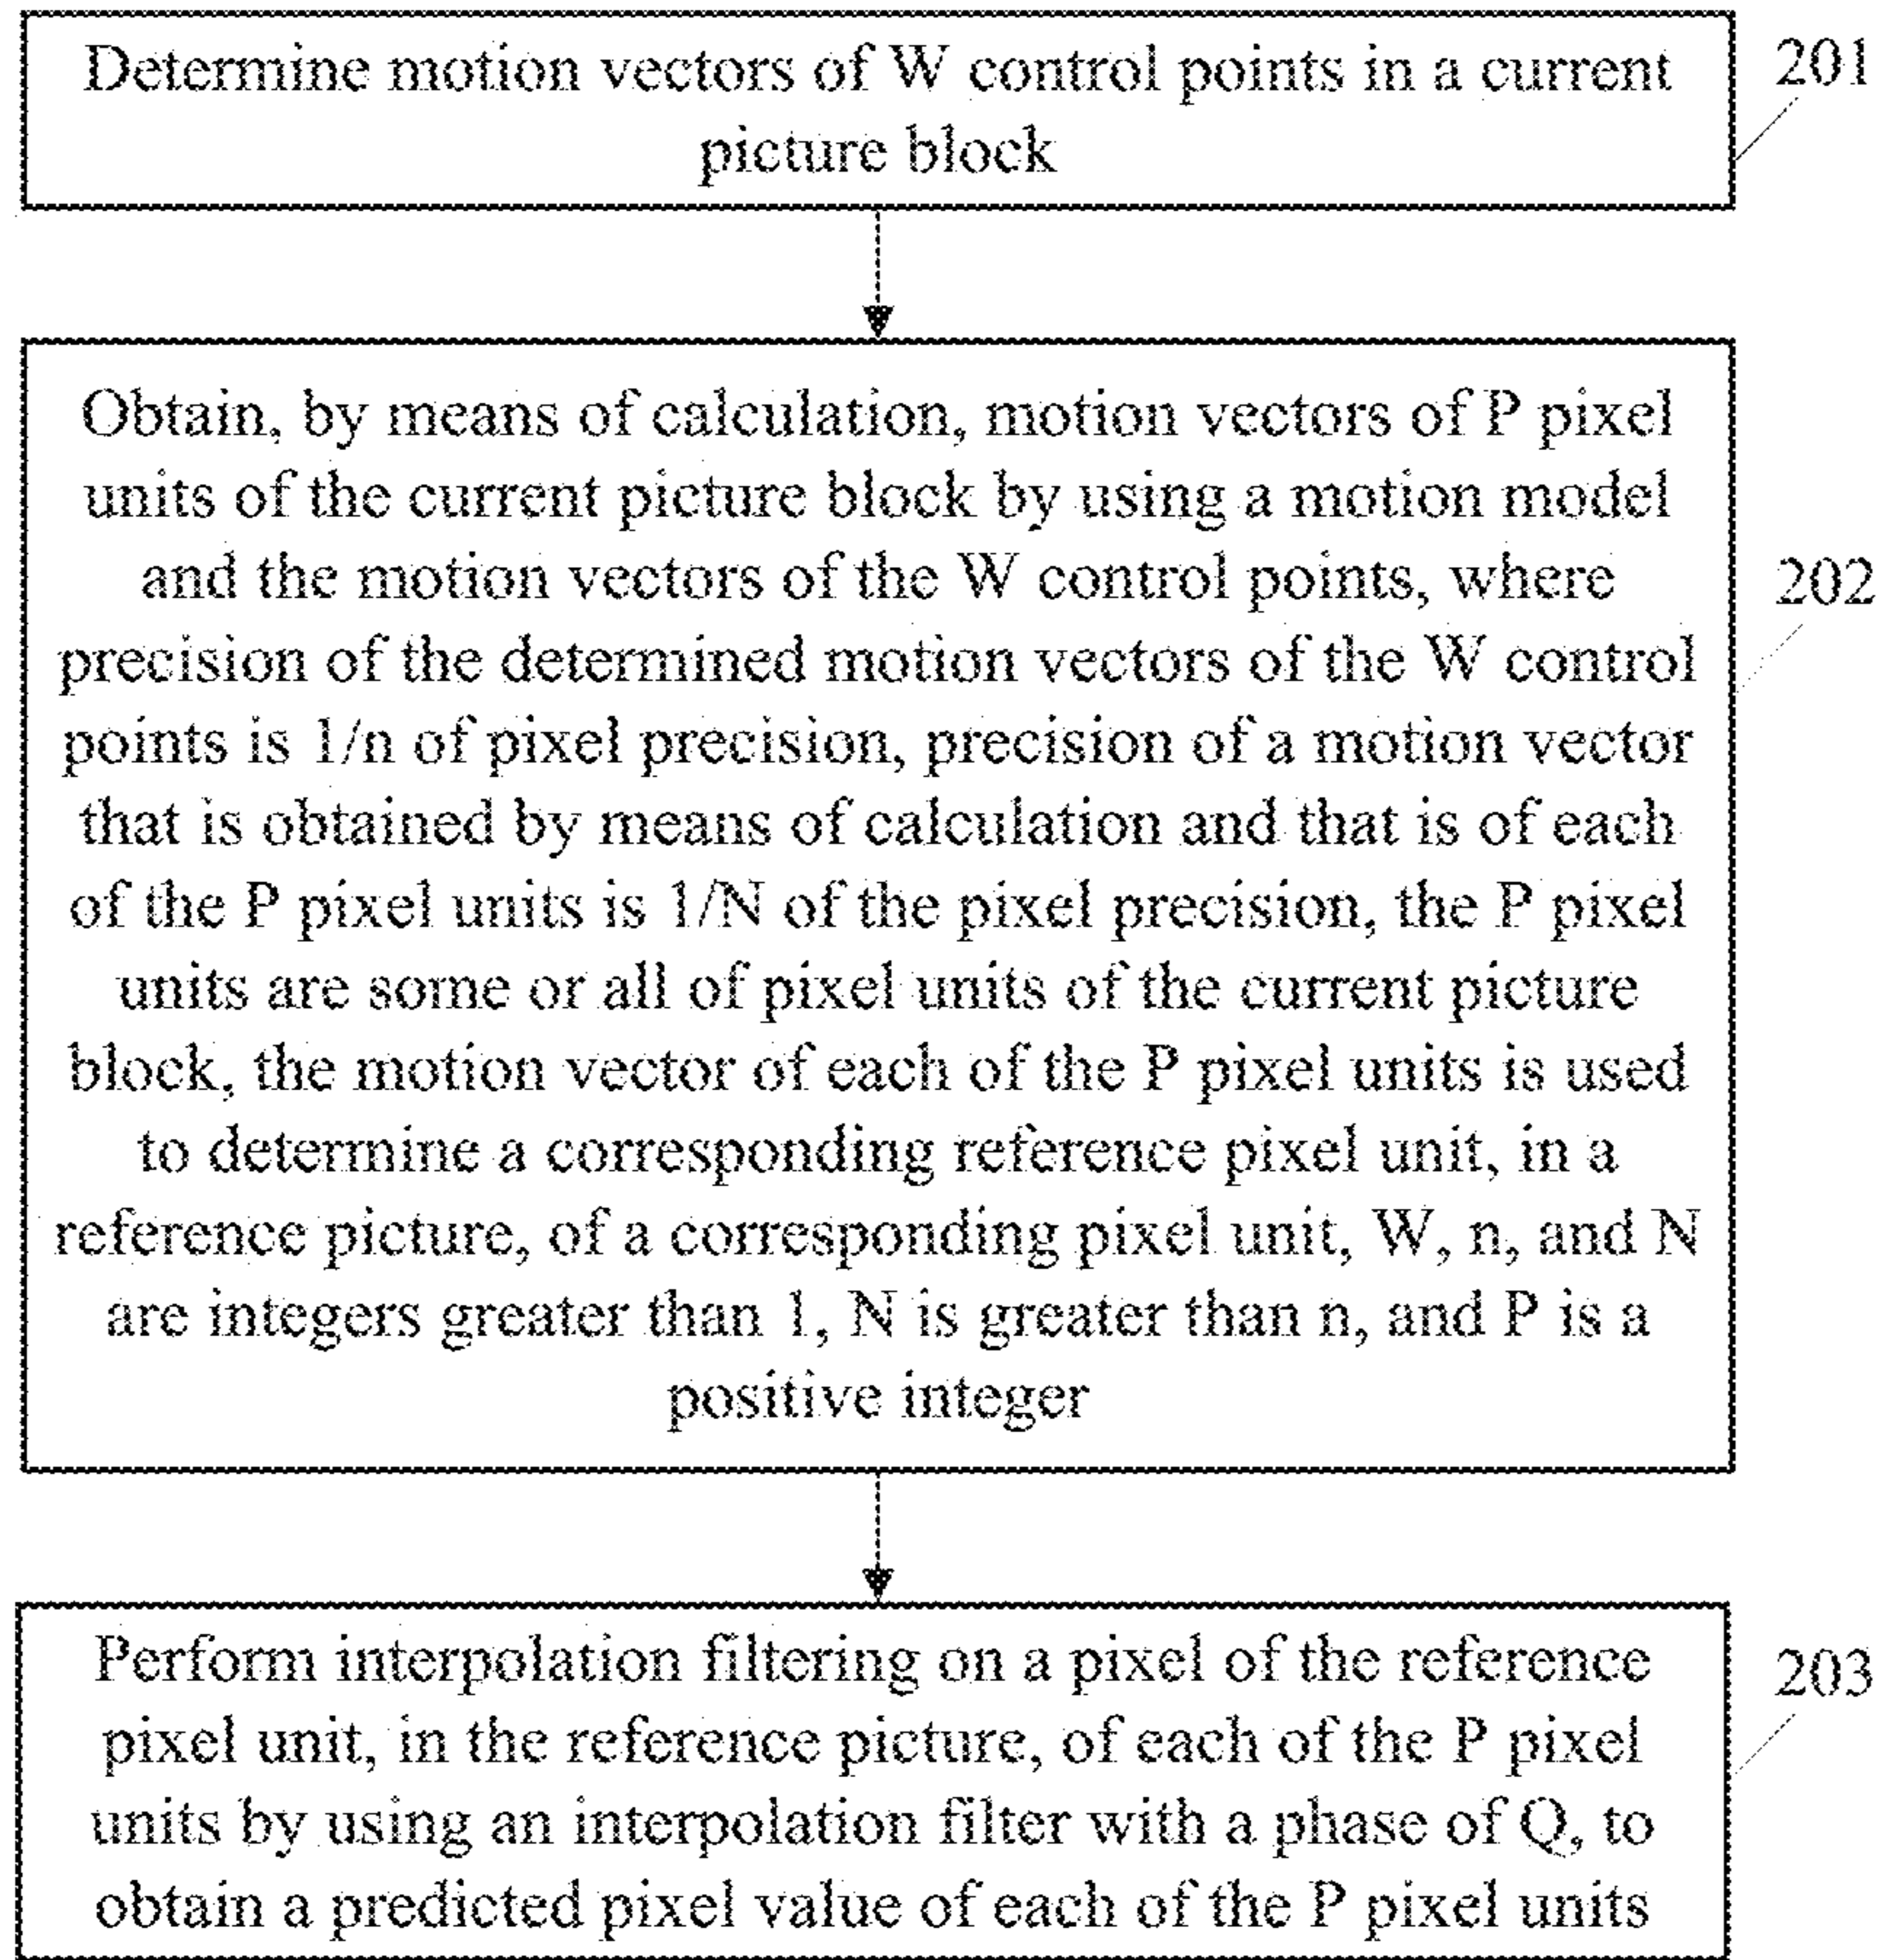 Determine motion vectors of W control points in a current
picture block
201
Obtain, by means of calculation, motion vectors of P pixel
units of the current picture block by using a motion model
and the motion vectors of the W control points, where
202
precision of the determined motion vectors of the W control
points is 1/n of pixel precision, precision of a motion vector
that is obtained by means of calculation and that is of each
of the P pixel units is 1/N of the pixel precision, the P pixel
units are some or all of pixel units of the current picture
block, the motion vector of each of the P pixel units is used
to determine a corresponding reference pixel unit, in a
reference picture, of a corresponding pixel unit, W, n, and N
are integers greater than 1, N is greater than n, and P is a
positive integer
Perform interpolation filtering on a pixel of the reference
203
pixel unit, in the reference picture, of each of the P pixel
units by using an interpolation filter with a phase of Q, to
obtain a predicted pixel value of each of the P pixel units